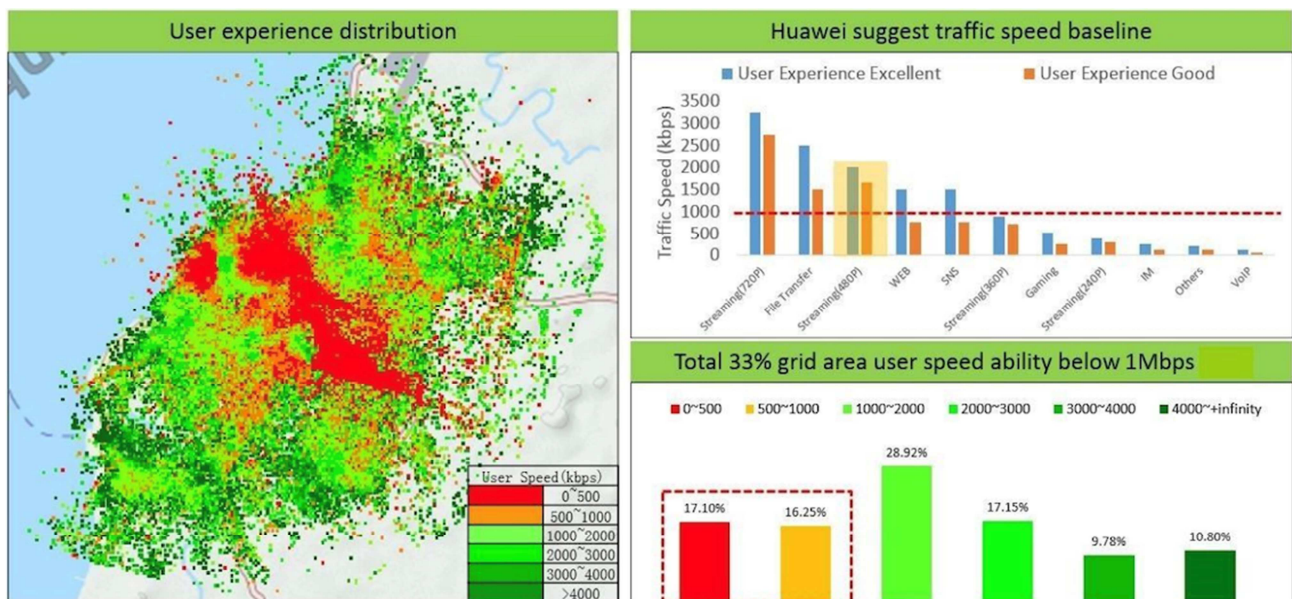 User experience distribution
User Speed(kbps)
0~500
500~1000
1000~2000
2000~3000
3000~4000
>4000
Huawei suggest traffic speed baseline
User Experience Excellent
User Experience Good
Traffic Speed (kbps)
3500
3000
2500
2000
1500
1000
500
0
Streaming(720P)
File Transfer
Streaming(480P)
WEB
SNS
Streaming(360P)
Gaming
Streaming(240P)
IM
Others
VoIP
Total 33% grid area user speed ability below 1Mbps
0~500 500~1000 1000~2000 2000~3000 3000~4000 4000~+infinity
17.10%
16.25%
28.92%
17.15%
9.78%
10.80%